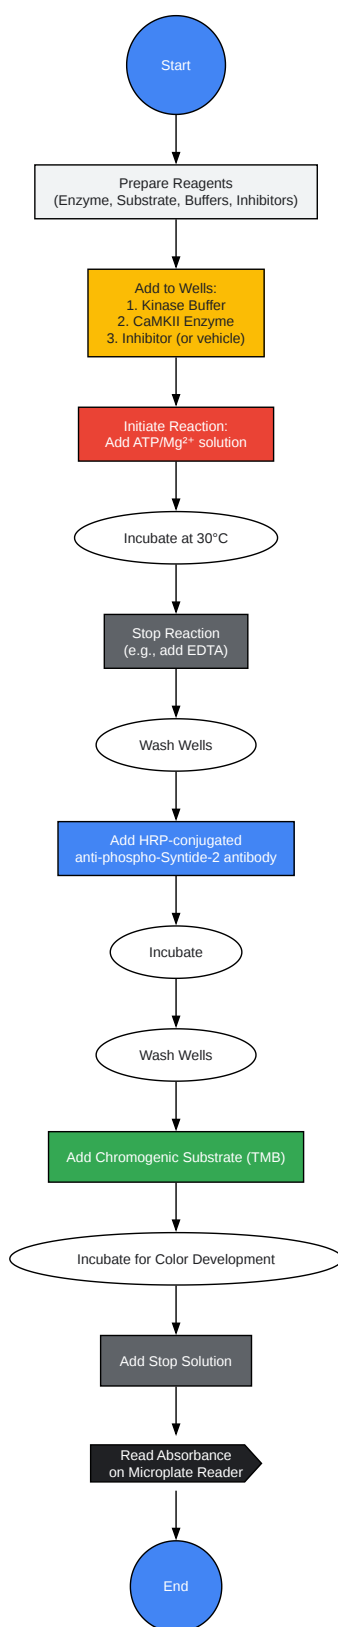 Start
Prepare Reagents
(Enzyme, Substrate, Buffers, Inhibitors)
Add to Wells:
1. Kinase Buffer
2. CaMKII Enzyme
3. Inhibitor (or vehicle)
Initiate Reaction:
Add ATP/Mg²⁺ solution
Incubate at 30°C
Stop Reaction
(e.g., add EDTA)
Wash Wells
Add HRP-conjugated
anti-phospho-Syntide-2 antibody
Incubate
Wash Wells
Add Chromogenic Substrate (TMB)
Incubate for Color Development
Add Stop Solution
Read Absorbance
on Microplate Reader
End